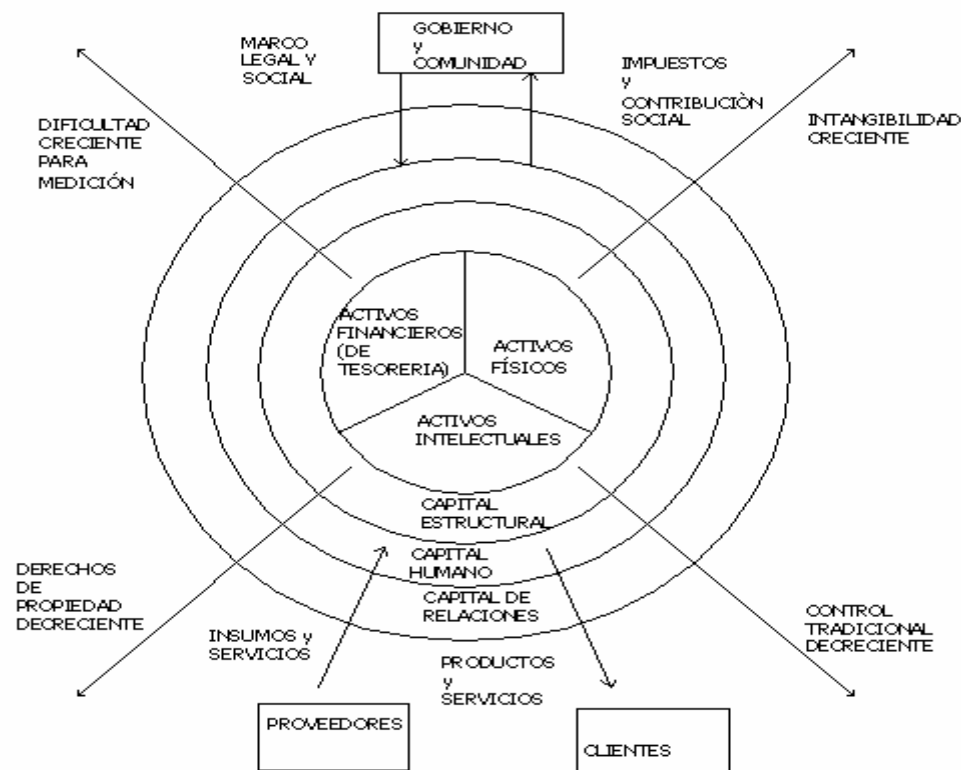 GOBIERNO
y
COMUNIDAD
MARCO
LEGAL Y
SOCIAL
IMPUESTOS
y
CONTRIBUCIÒN
SOCIAL
DIFICULTAD
CRECIENTE
PARA
MEDICIÓN
INTANGIBILIDAD
CRECIENTE
ACTIVOS
FINANCIEROS
(DE
TESORERIA)
ACTIVOS
FÍSICOS
ACTIVOS
INTELECTUALES
CAPITAL
ESTRUCTURAL
CAPITAL
HUMANO
CAPITAL DE
RELACIONES
DERECHOS
DE
PROPIEDAD
DECRECIENTE
INSUMOS y
SERVICIOS
PRODUCTOS
y
SERVICIOS
CONTROL
TRADICIONAL
DECRECIENTE
PROVEEDORES
CLIENTES